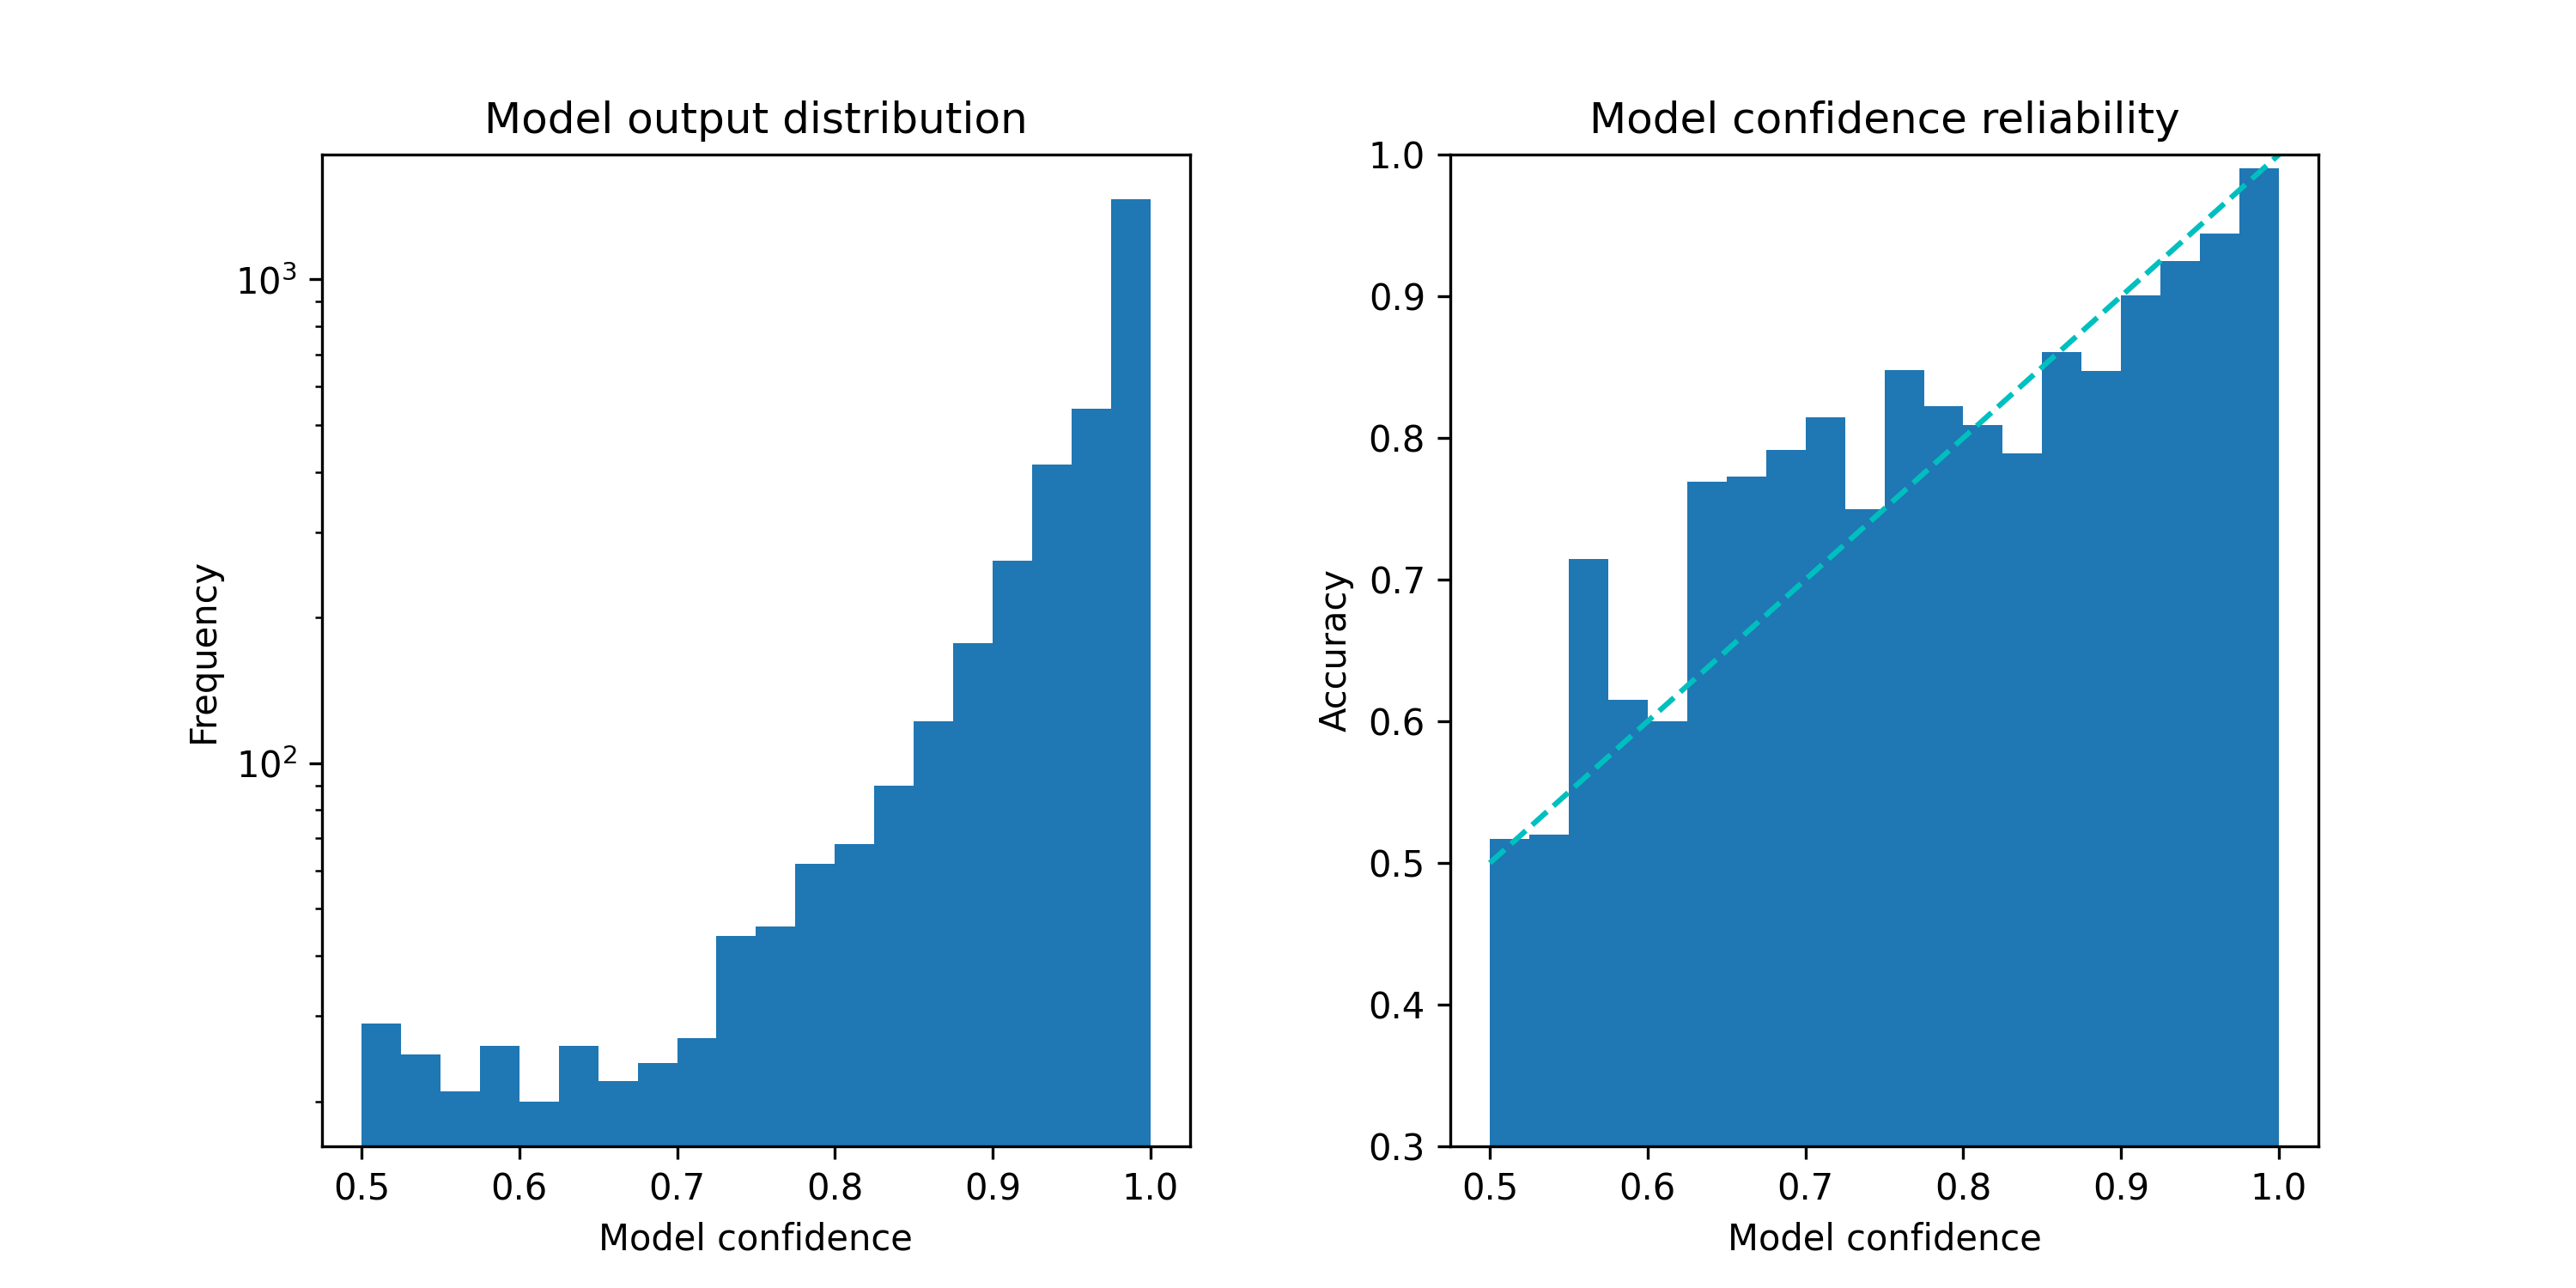 Model output distribution
Frequency
10³
10²
0.5 0.6 0.7 0.8 0.9 1.0
Model confidence
Model confidence reliability
Accuracy
1.0
0.9
0.8
0.7
0.6
0.5
0.4
0.3
0.5 0.6 0.7 0.8 0.9 1.0
Model confidence